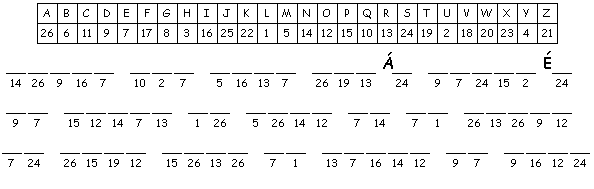 A B C D E F G H I J K L M N O P Q R S T U V W X Y Z
26 6 11 9 7 17 8 3 16 25 22 1 5 14 12 15 10 13 24 19 2 18 20 23 4 21
Á É
14 26 9 16 7 10 2 7 5 16 13 7 26 19 13 24 9 7 24 15 2 24
9 7 15 12 14 7 13 1 26 5 26 14 12 7 14 7 1 26 13 26 9 12
7 24 26 15 19 12 15 26 13 26 7 1 13 7 16 14 12 9 7 9 16 12 24